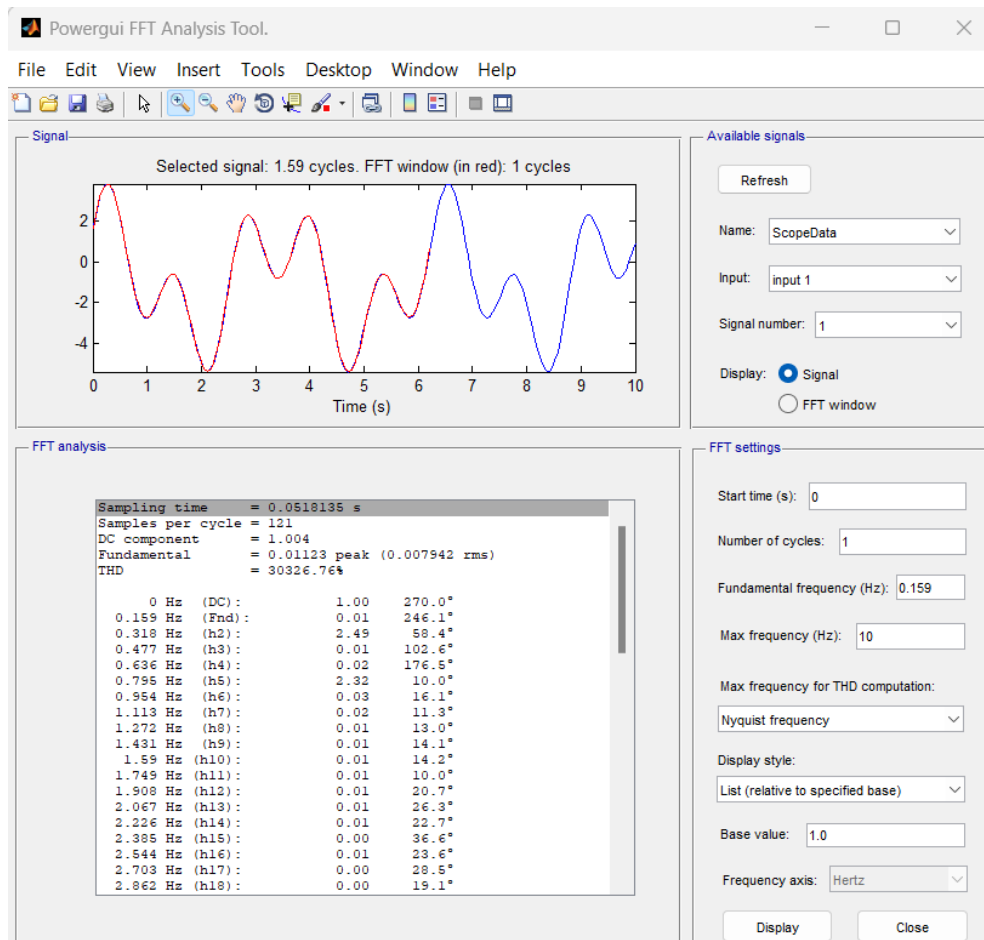 Powergui FFT Analysis Tool.
File Edit View Insert Tools Desktop Window Help
Signal
Selected signal: 1.59 cycles. FFT window (in red): 1 cycles
2
0
-2
-4
0 1 2 3 4 5 6 7 8 9 10
Time (s)
Available signals
Refresh
Name: ScopeData
Input: input 1
Signal number: 1
Display: Signal
FFT window
FFT analysis
Sampling time = 0.0518135 s
Samples per cycle = 121
DC component = 1.004
Fundamental = 0.01123 peak (0.007942 rms)
THD = 30326.76%
0 Hz (DC): 1.00 270.0°
0.159 Hz (Fnd): 0.01 246.1°
0.318 Hz (h2): 2.49 58.4°
0.477 Hz (h3): 0.01 102.6°
0.636 Hz (h4): 0.02 176.5°
0.795 Hz (h5): 2.32 10.0°
0.954 Hz (h6): 0.03 16.1°
1.113 Hz (h7): 0.02 11.3°
1.272 Hz (h8): 0.01 13.0°
1.431 Hz (h9): 0.01 14.1°
1.59 Hz (h10): 0.01 14.2°
1.749 Hz (h11): 0.01 10.0°
1.908 Hz (h12): 0.01 20.7°
2.067 Hz (h13): 0.01 26.3°
2.226 Hz (h14): 0.01 22.7°
2.385 Hz (h15): 0.00 36.6°
2.544 Hz (h16): 0.01 23.6°
2.703 Hz (h17): 0.00 28.5°
2.862 Hz (h18): 0.00 19.1°
FFT settings
Start time (s): 0
Number of cycles: 1
Fundamental frequency (Hz): 0.159
Max frequency (Hz): 10
Max frequency for THD computation:
Nyquist frequency
Display style:
List (relative to specified base)
Base value: 1.0
Frequency axis: Hertz
Display Close